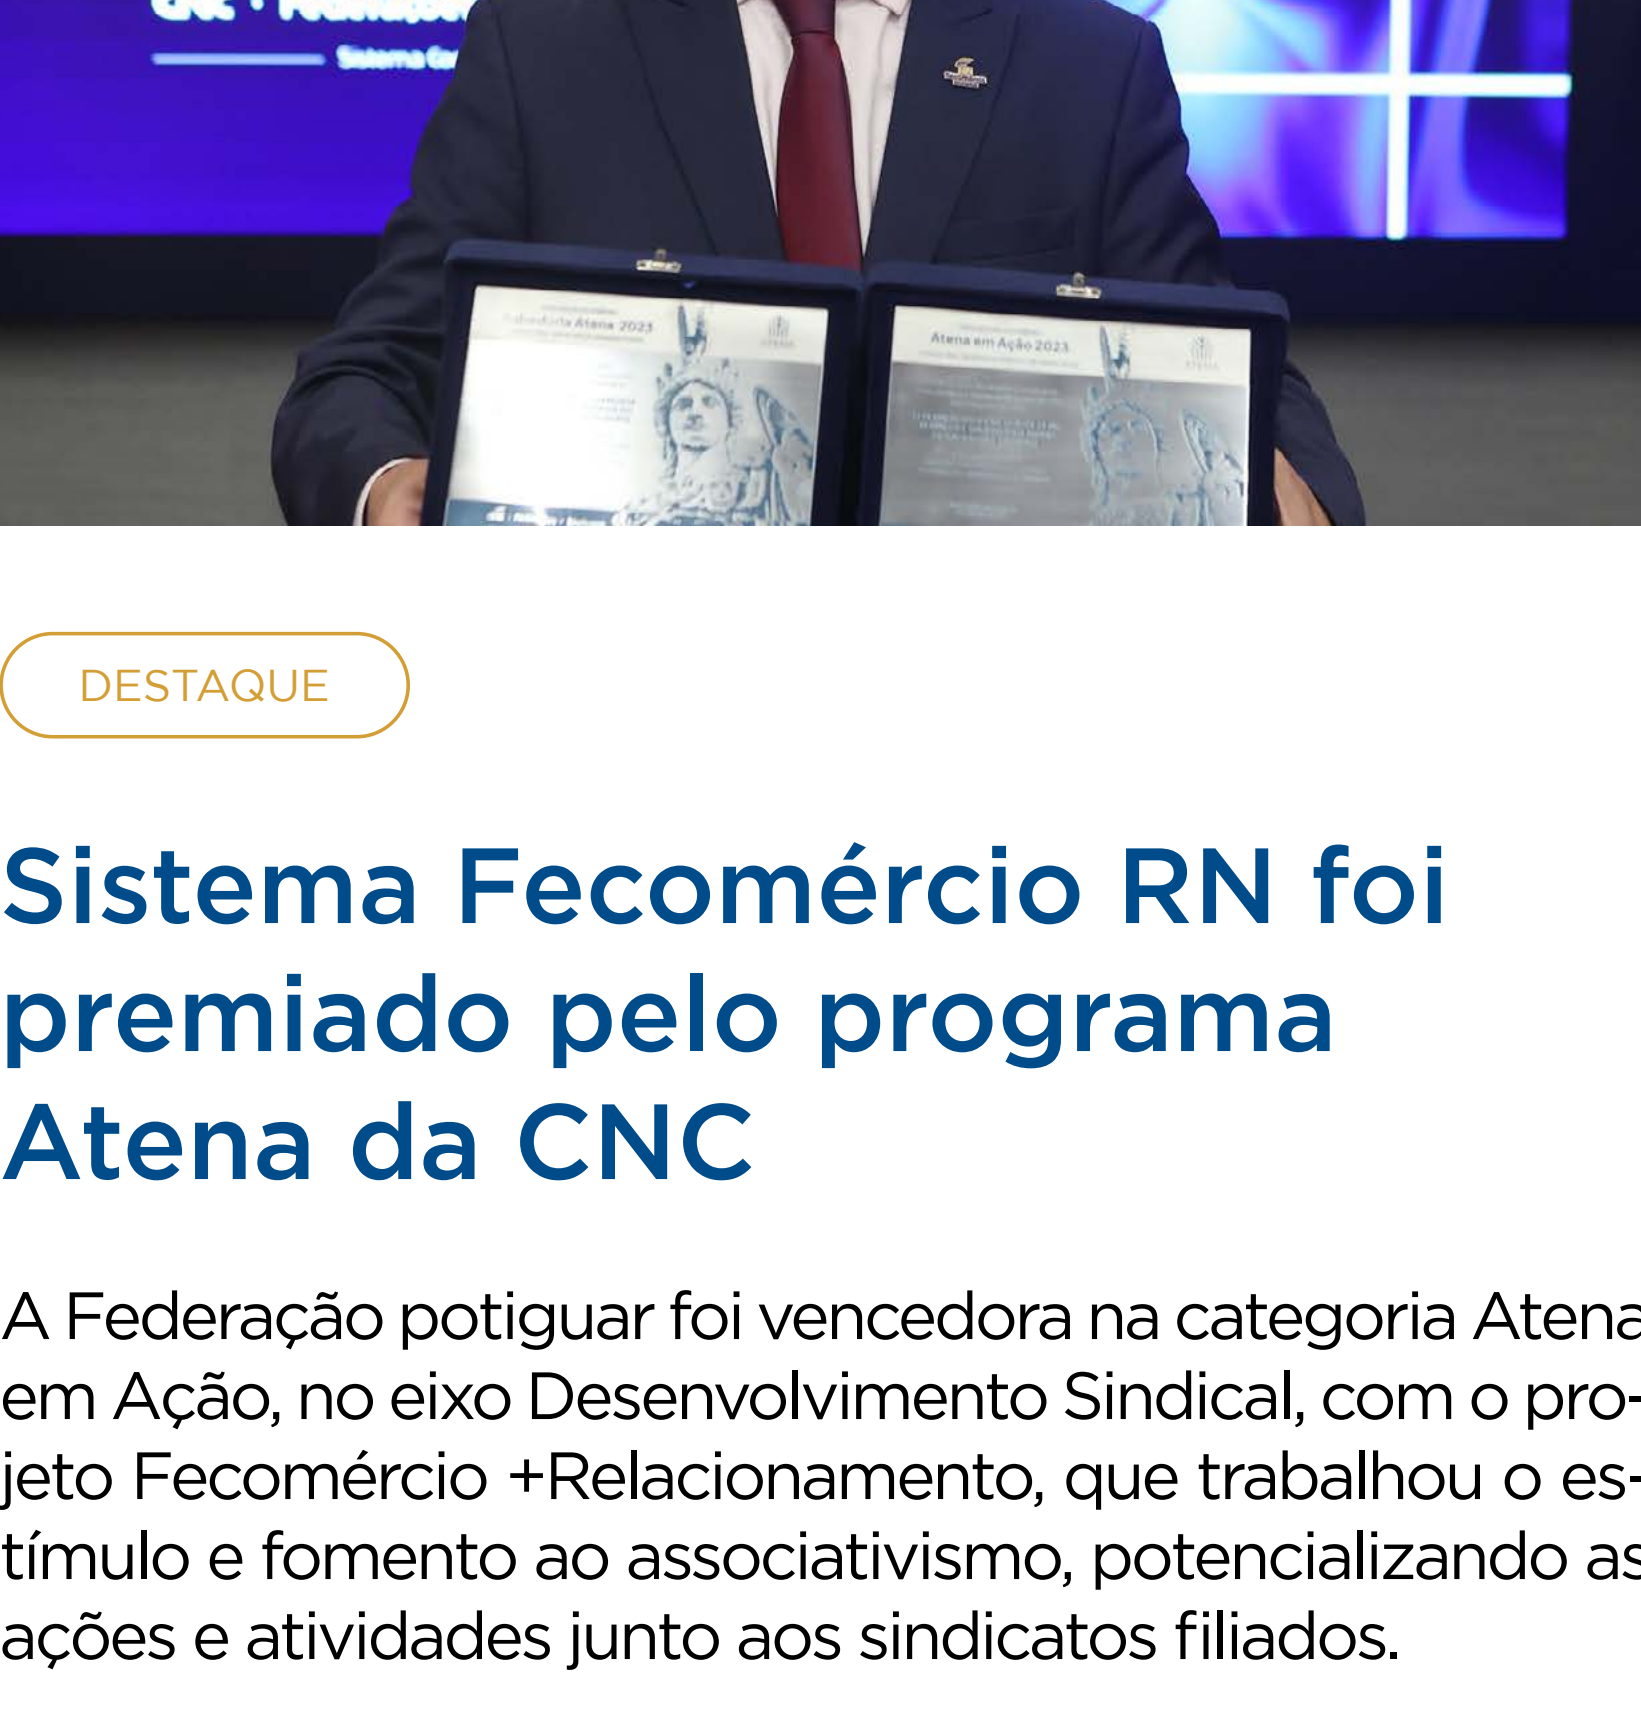 Sistema
Atena 2023
Atena em Ação 2023
DESTAQUE
Sistema Fecomércio RN foi
premiado pelo programa
Atena da CNC
A Federação potiguar foi vencedora na categoria Atena
em Ação, no eixo Desenvolvimento Sindical, com o pro-
jeto Fecomércio +Relacionamento, que trabalhou o es-
tímulo e fomento ao associativismo, potencializando as
ações e atividades junto aos sindicatos filiados.